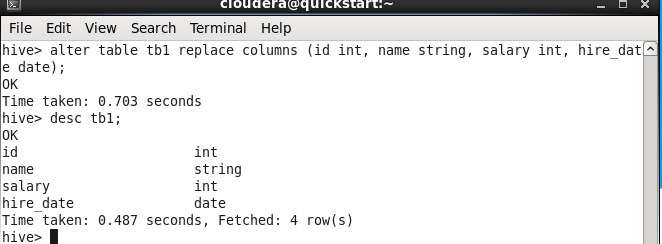 cloudera@quickstart:~
File Edit View Search Terminal Help
hive> alter table tb1 replace columns (id int, name string, salary int, hire_dat
e date);
OK
Time taken: 0.703 seconds
hive> desc tb1;
OK
id int
name string
salary int
hire_date date
Time taken: 0.487 seconds, Fetched: 4 row(s)
hive>